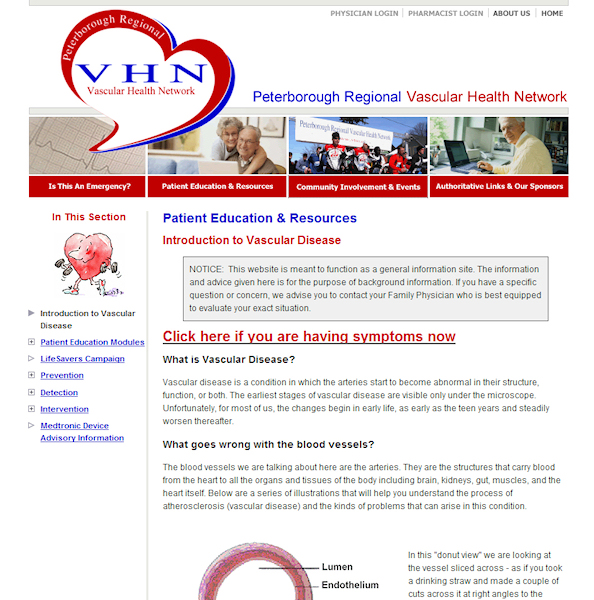 PHYSICIAN LOGIN | PHARMACIST LOGIN | ABOUT US | HOME
Peterborough Regional
VHN
Vascular Health Network
Peterborough Regional Vascular Health Network
Peterborough Regional Vascular Health Network
Is This An Emergency?
Patient Education & Resources
Community Involvement & Events
Authoritative Links & Our Sponsors
In This Section
Introduction to Vascular
Disease
Patient Education Modules
LifeSavers Campaign
Prevention
Detection
Intervention
Medtronic Device
Advisory Information
Patient Education & Resources
Introduction to Vascular Disease
NOTICE: This website is meant to function as a general information site. The information
and advice given here is for the purpose of background information. If you have a specific
question or concern, we advise you to contact your Family Physician who is best equipped
to evaluate your exact situation.
Click here if you are having symptoms now
What is Vascular Disease?
Vascular disease is a condition in which the arteries start to become abnormal in their structure,
function, or both. The earliest stages of vascular disease are visible only under the microscope.
Unfortunately, for most of us, the changes begin in early life, as early as the teen years and steadily
worsen thereafter.
What goes wrong with the blood vessels?
The blood vessels we are talking about here are the arteries. They are the structures that carry blood
from the heart to all the organs and tissues of the body including brain, kidneys, gut, muscles, and the
heart itself. Below are a series of illustrations that will help you understand the process of
atherosclerosis (vascular disease) and the kinds of problems that can arise in this condition.
Lumen
Endothelium
In this "donut view" we are looking at
the vessel sliced across - as if you took
a drinking straw and made a couple of
cuts across it at right angles to the